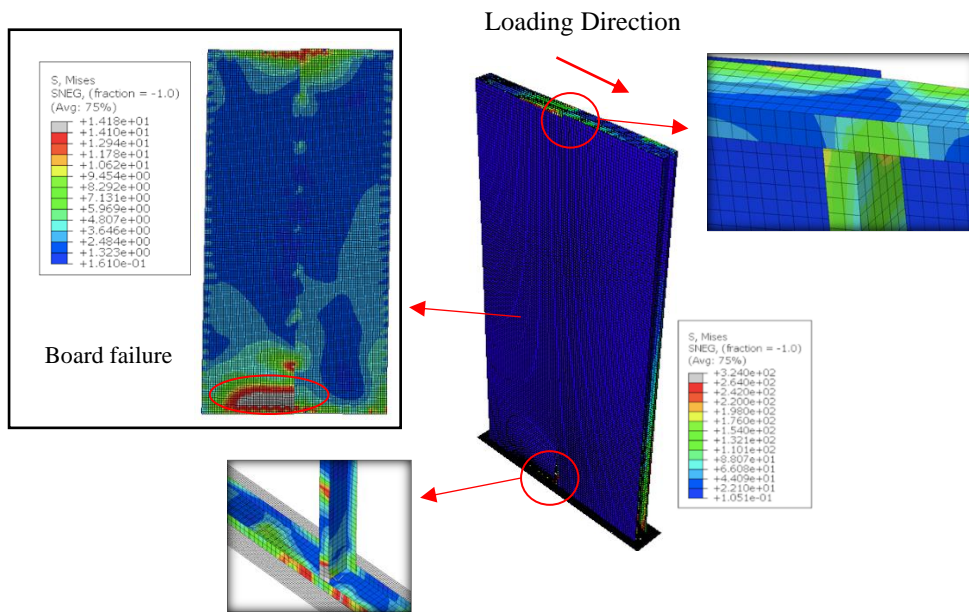 Loading Direction
S, Mises
SNEG, (fraction = -1.0)
(Avg: 75%)
+1.418e+01
+1.410e+01
+1.294e+01
+1.178e+01
+1.062e+01
+9.454e+00
+8.292e+00
+7.131e+00
+5.969e+00
+4.807e+00
+3.646e+00
+2.484e+00
+1.323e+00
+1.610e-01
Board failure
S, Mises
SNEG, (fraction = -1.0)
(Avg: 75%)
+3.240e+02
+2.640e+02
+2.420e+02
+2.200e+02
+1.980e+02
+1.760e+02
+1.540e+02
+1.321e+02
+1.101e+02
+8.807e+01
+6.608e+01
+4.409e+01
+2.210e+01
+1.051e-01